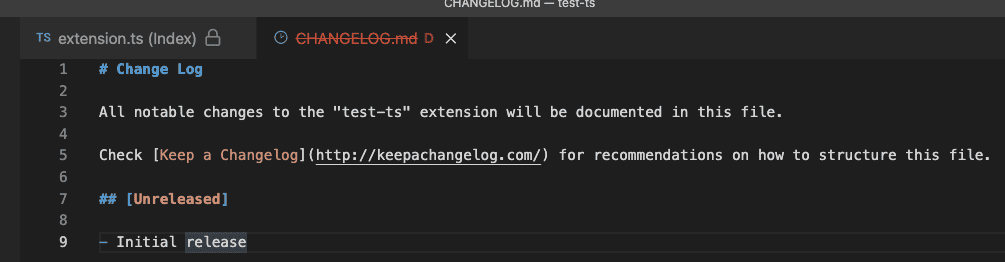 CHANGELOG.md — test-ts
TS extension.ts (Index) CHANGELOG.md D
1 # Change Log
2
3 All notable changes to the "test-ts" extension will be documented in this file.
4
5 Check [Keep a Changelog](http://keepachangelog.com/) for recommendations on how to structure this file.
6
7 ## [Unreleased]
8
9 - Initial release